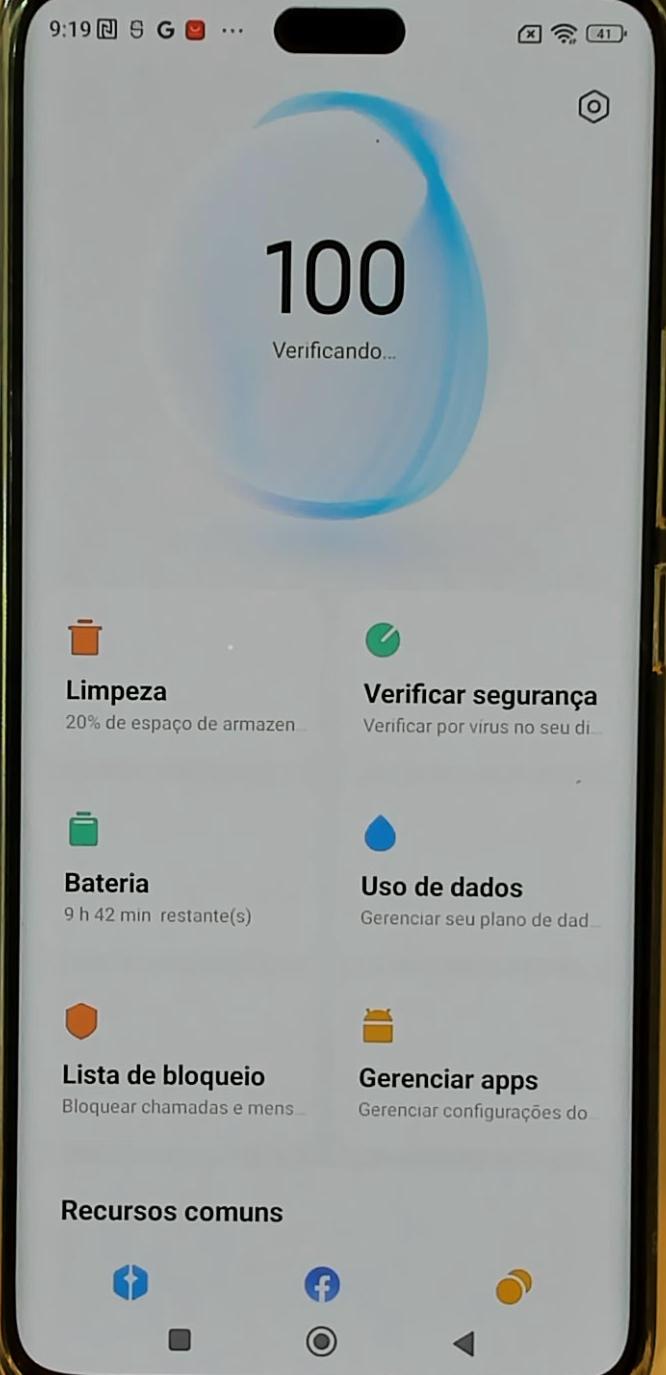 9:19 N S G ...
41
100
Verificando...
Limpeza
20% de espaço de armazen...
Verificar segurança
Verificar por vírus no seu di...
Bateria
9 h 42 min restante(s)
Uso de dados
Gerenciar seu plano de dad...
Lista de bloqueio
Bloquear chamadas e mens...
Gerenciar apps
Gerenciar configurações do...
Recursos comuns